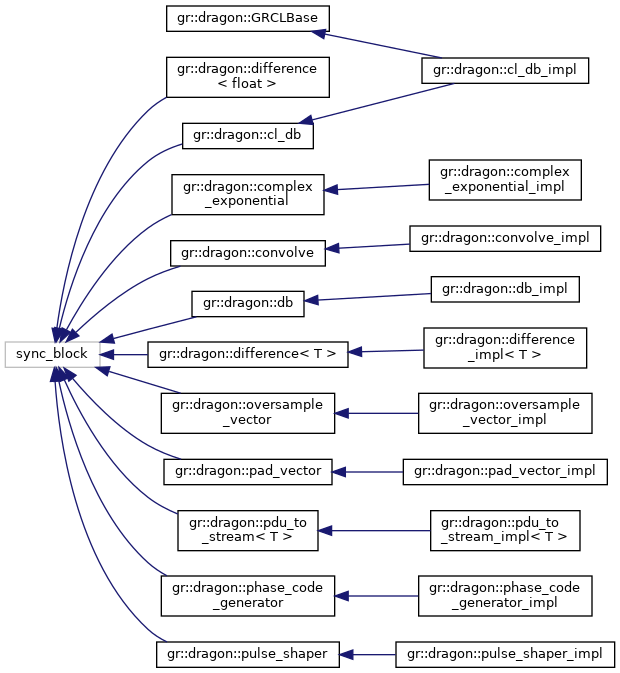 gr::dragon::GRCLBase
gr::dragon::difference
< float >
gr::dragon::cl_db_impl
gr::dragon::cl_db
gr::dragon::complex
_exponential
gr::dragon::complex
_exponential_impl
gr::dragon::convolve
gr::dragon::convolve_impl
gr::dragon::db
gr::dragon::db_impl
sync_block
gr::dragon::difference< T >
gr::dragon::difference
_impl< T >
gr::dragon::oversample
_vector
gr::dragon::oversample
_vector_impl
gr::dragon::pad_vector
gr::dragon::pad_vector_impl
gr::dragon::pdu_to
_stream< T >
gr::dragon::pdu_to
_stream_impl< T >
gr::dragon::phase_code
_generator
gr::dragon::phase_code
_generator_impl
gr::dragon::pulse_shaper
gr::dragon::pulse_shaper_impl